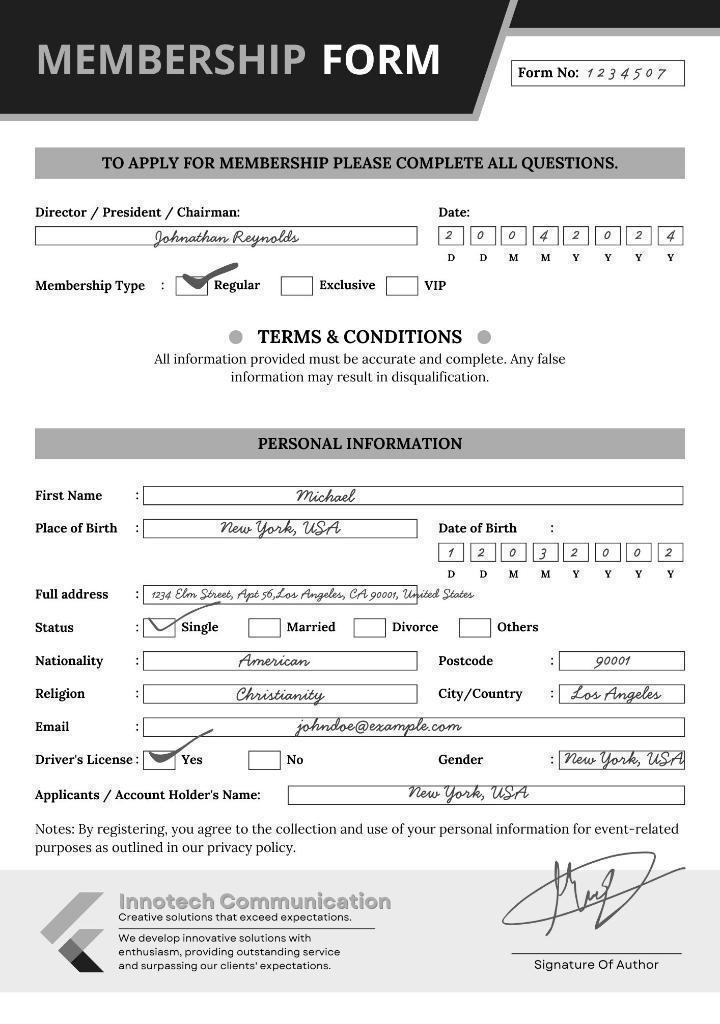 MEMBERSHIP FORM
Form No: 1 2 3 4 5 0 7
TO APPLY FOR MEMBERSHIP PLEASE COMPLETE ALL QUESTIONS.
Director / President / Chairman: Date:
Johnathan Reynolds 2 0 0 4 2 0 2 4
D D M M Y Y Y Y
Membership Type : Regular Exclusive VIP
TERMS & CONDITIONS
All information provided must be accurate and complete. Any false
information may result in disqualification.
PERSONAL INFORMATION
First Name : Michael
Place of Birth : New York, USA Date of Birth :
1 2 0 3 2 0 0 2
D D M M Y Y Y Y
Full address : 1234 Elm Street, Apt 56,Los Angeles, CA 90001, United States
Status : Single Married Divorce Others
Nationality : American Postcode : 90001
Religion : Christianity City/Country : Los Angeles
Email : johndoe@example.com
Driver's License : Yes No Gender : New York, USA
Applicants / Account Holder's Name: New York, USA
Notes: By registering, you agree to the collection and use of your personal information for event-related
purposes as outlined in our privacy policy.
Innotech Communication
Creative solutions that exceed expectations.
We develop innovative solutions with
enthusiasm, providing outstanding service
and surpassing our clients' expectations.
Signature Of Author